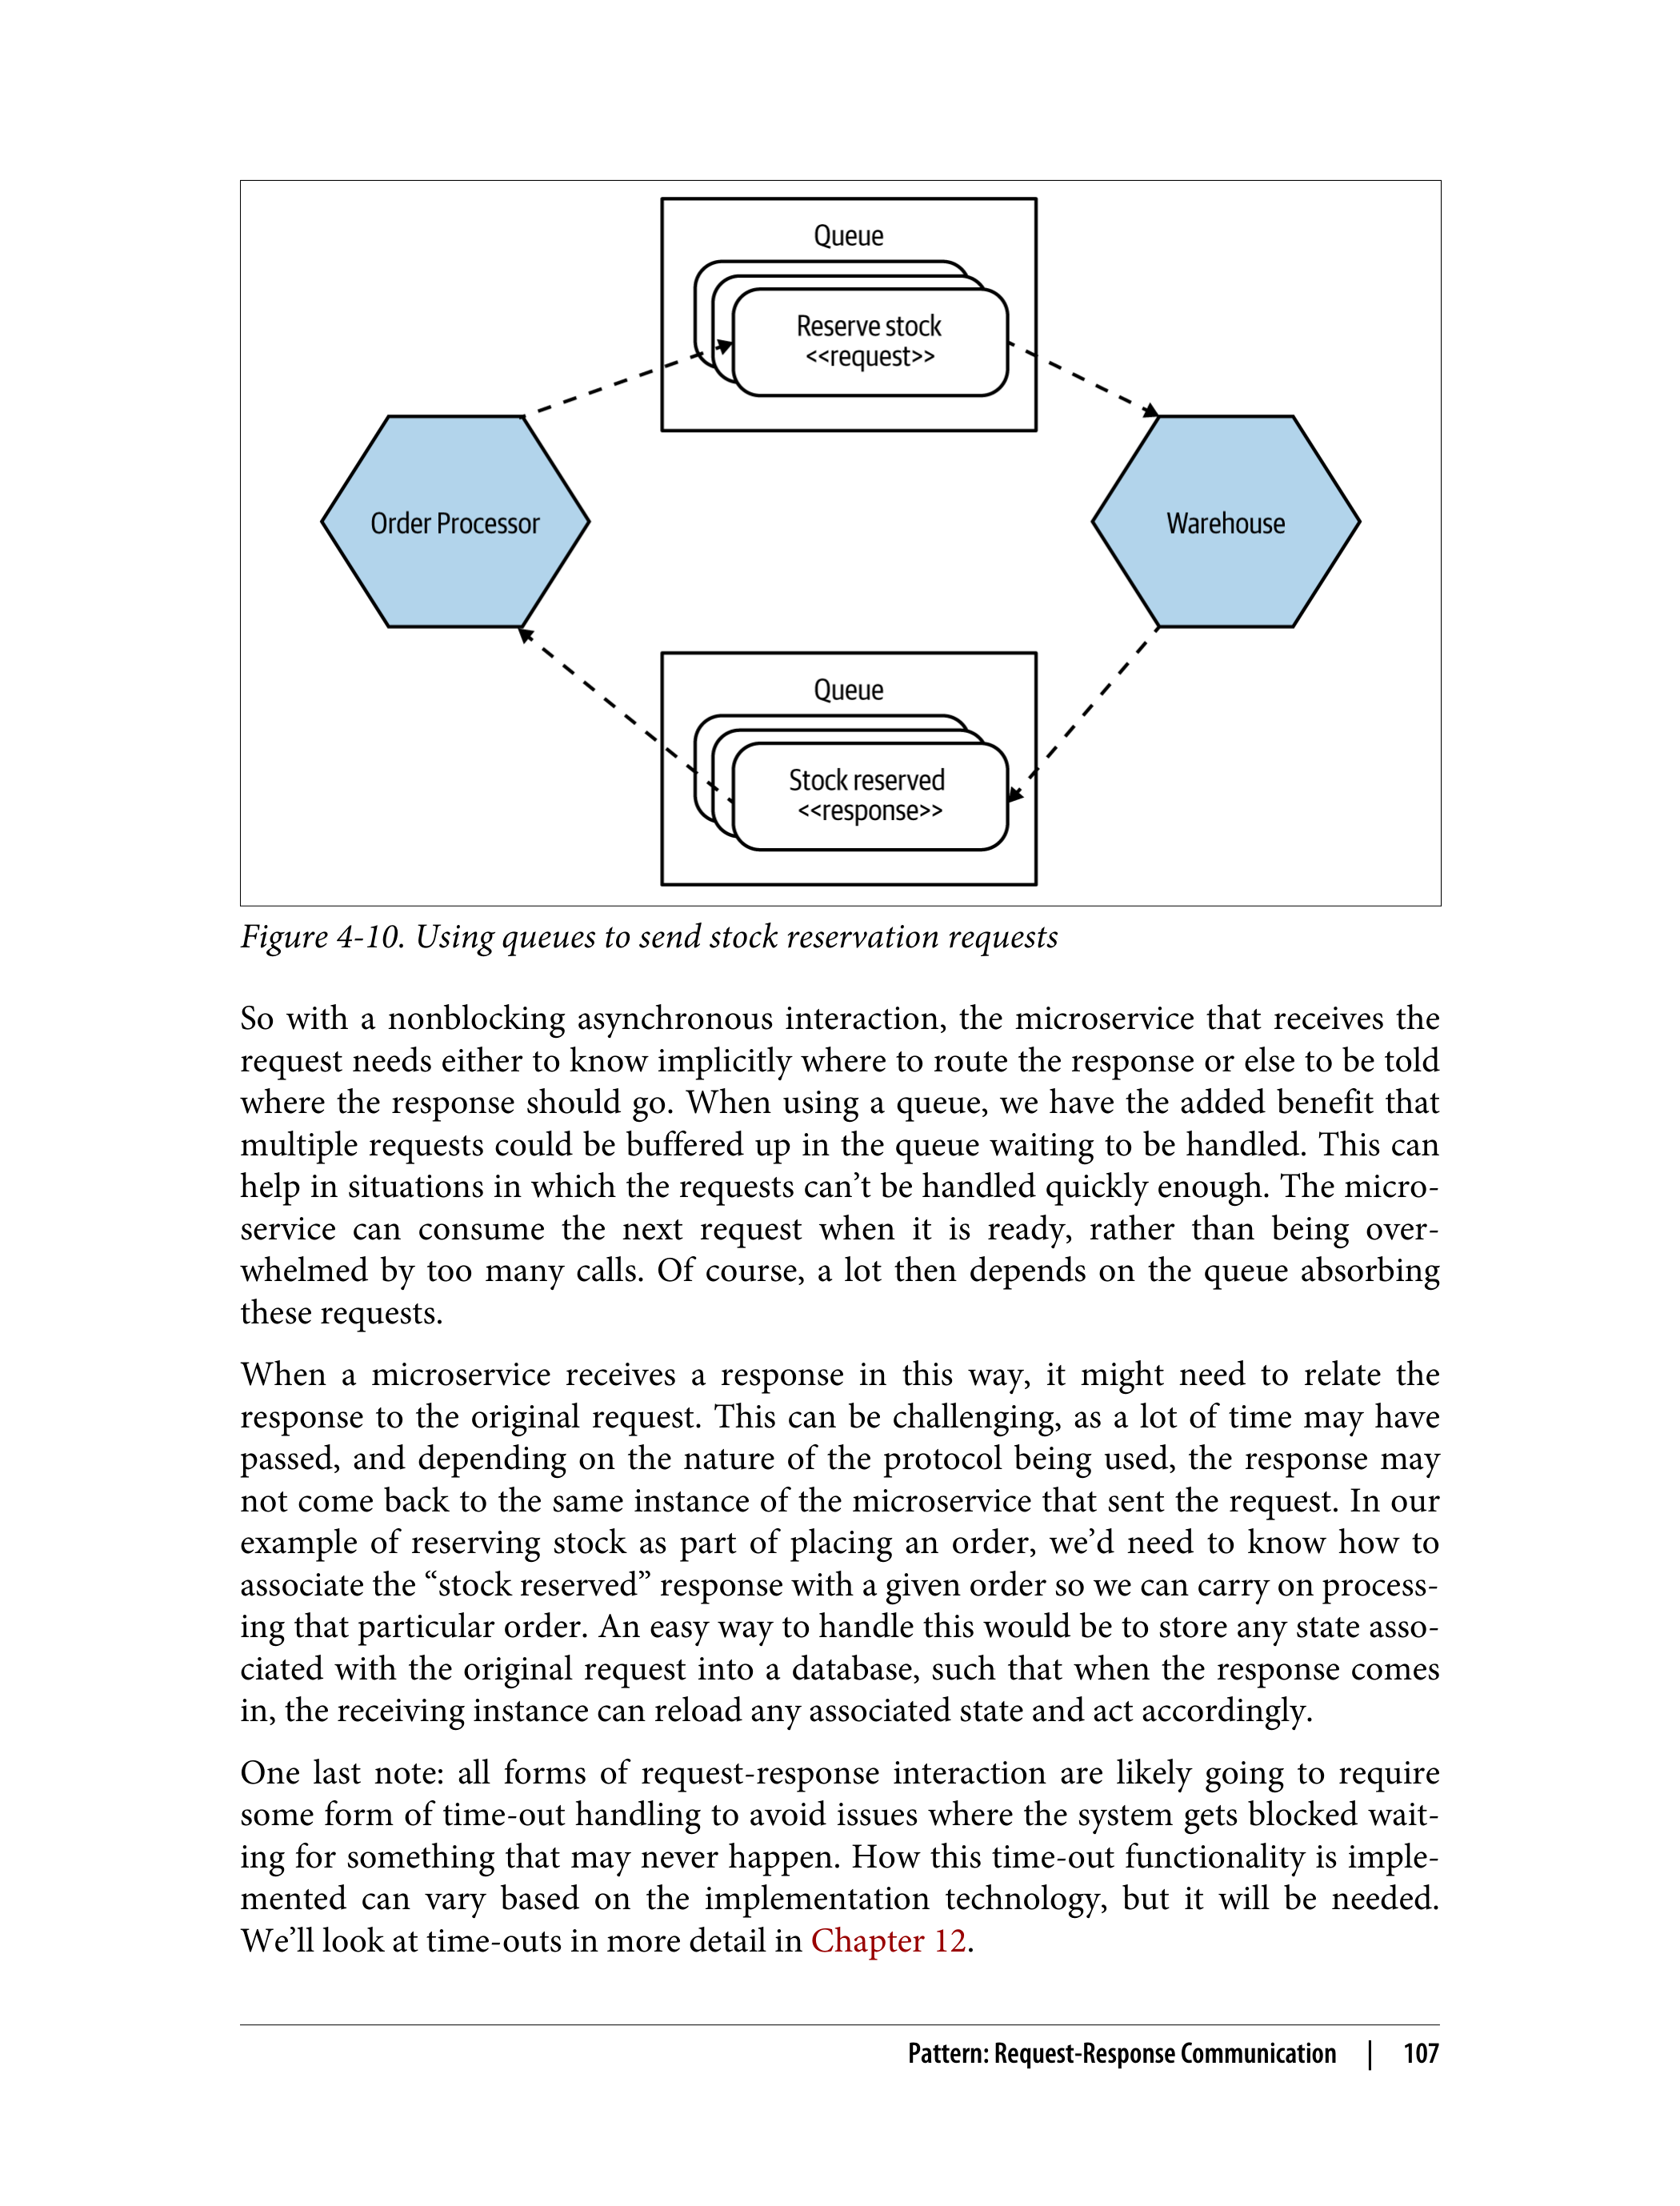 Queue
Reserve stock
<<request>>
Order Processor
Warehouse
Queue
Stock reserved
<<response>>
Figure 4-10. Using queues to send stock reservation requests
So with a nonblocking asynchronous interaction, the microservice that receives the
request needs either to know implicitly where to route the response or else to be told
where the response should go. When using a queue, we have the added benefit that
multiple requests could be buffered up in the queue waiting to be handled. This can
help in situations in which the requests can’t be handled quickly enough. The micro-
service can consume the next request when it is ready, rather than being over-
whelmed by too many calls. Of course, a lot then depends on the queue absorbing
these requests.
When a microservice receives a response in this way, it might need to relate the
response to the original request. This can be challenging, as a lot of time may have
passed, and depending on the nature of the protocol being used, the response may
not come back to the same instance of the microservice that sent the request. In our
example of reserving stock as part of placing an order, we’d need to know how to
associate the “stock reserved” response with a given order so we can carry on process-
ing that particular order. An easy way to handle this would be to store any state asso-
ciated with the original request into a database, such that when the response comes
in, the receiving instance can reload any associated state and act accordingly.
One last note: all forms of request-response interaction are likely going to require
some form of time-out handling to avoid issues where the system gets blocked wait-
ing for something that may never happen. How this time-out functionality is imple-
mented can vary based on the implementation technology, but it will be needed.
We’ll look at time-outs in more detail in Chapter 12.
Pattern: Request-Response Communication | 107